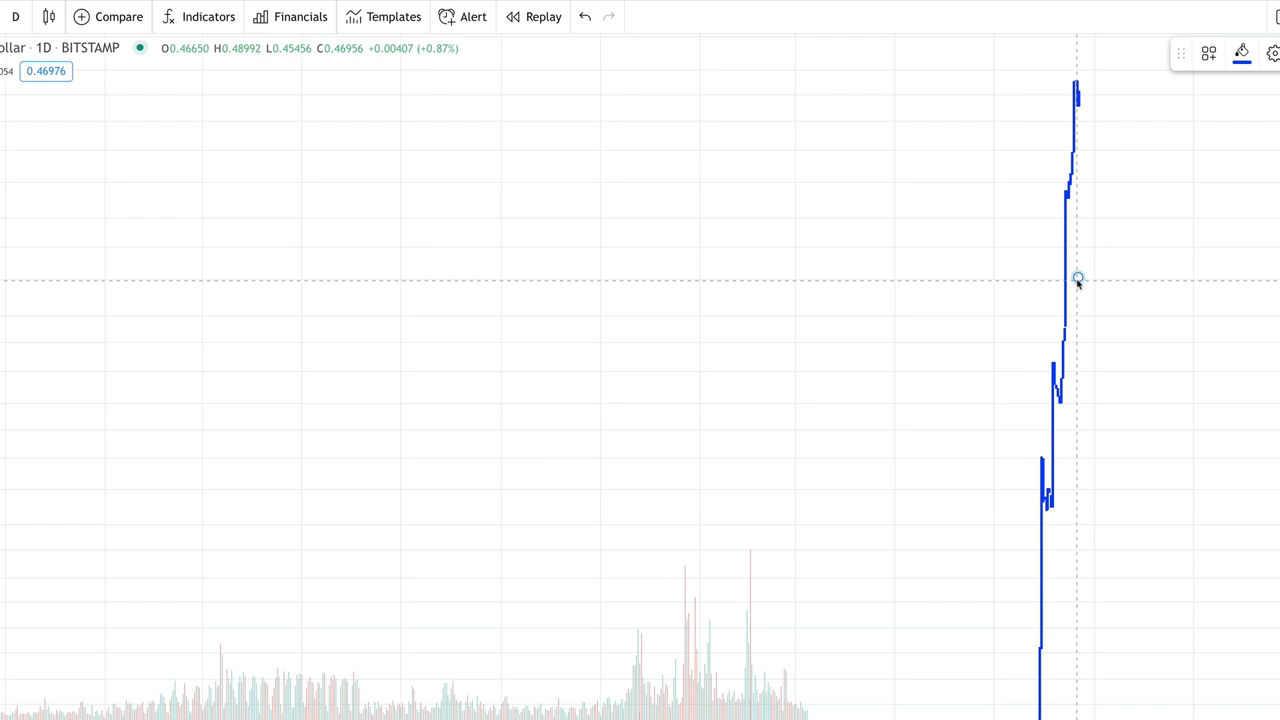 D Compare Indicators Financials Templates Alert Replay
ollar · 1D · BITSTAMP O0.46650 H0.48992 L0.45456 C0.46956 +0.00407 (+0.87%)
054 0.46976